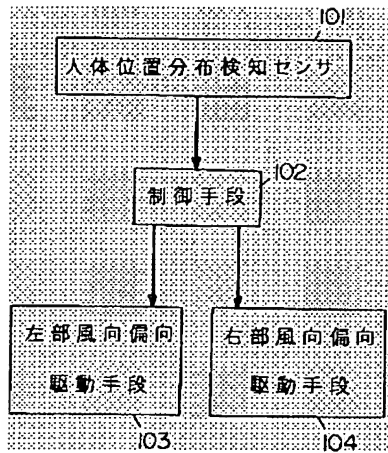 101
人体位置分布検知センサ
102
制御手段
左部風向偏向
駆動手段
右部風向偏向
駆動手段
103
104